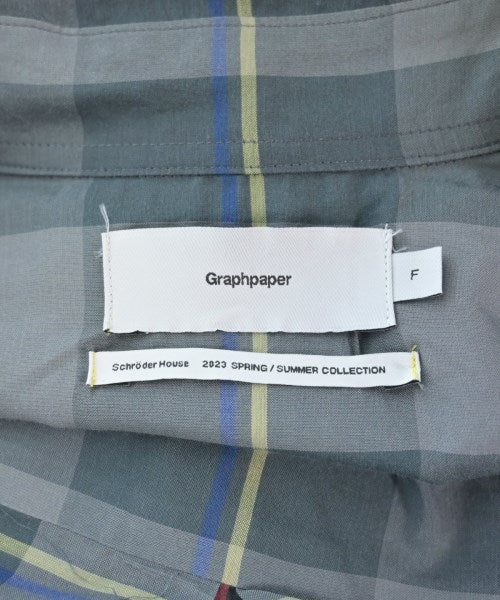 Graphpaper
F
Schröder House 2023 SPRING / SUMMER COLLECTION